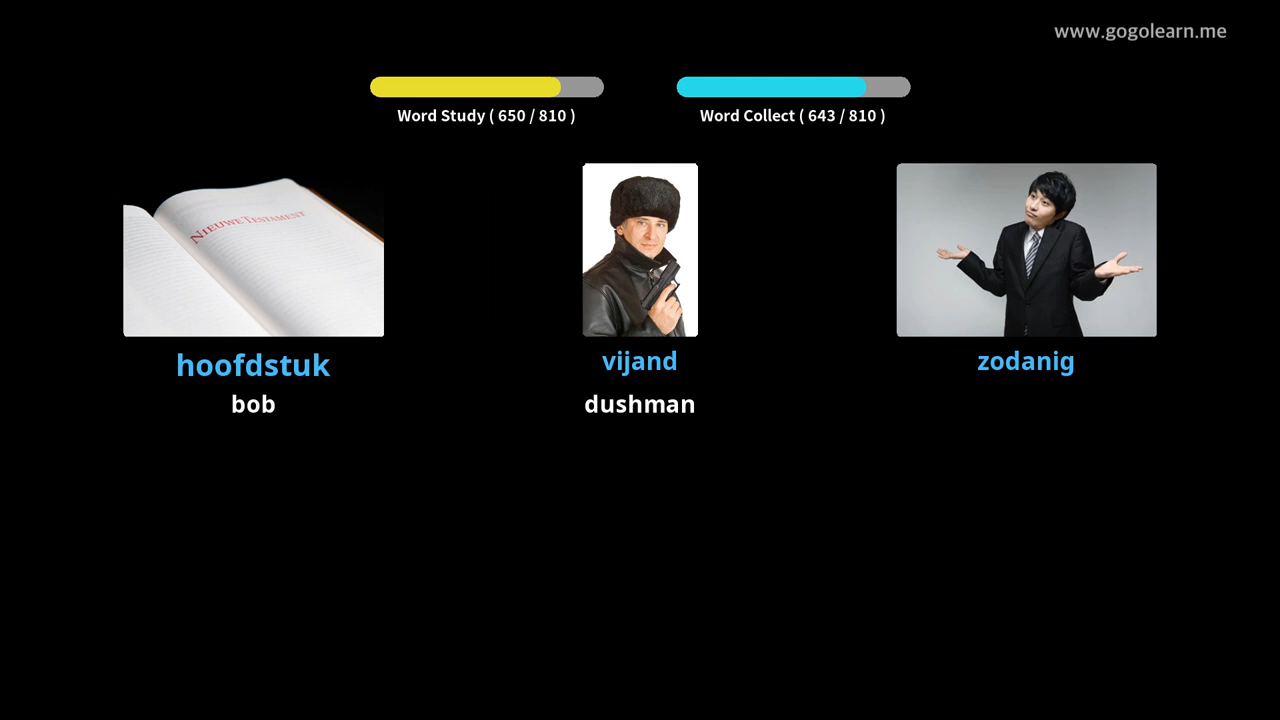 www.gogolearn.me
Word Study ( 650 / 810 )
Word Collect ( 643 / 810 )
NIEUWE TESTAMENT
hoofdstuk
vijand
zodanig
bob
dushman